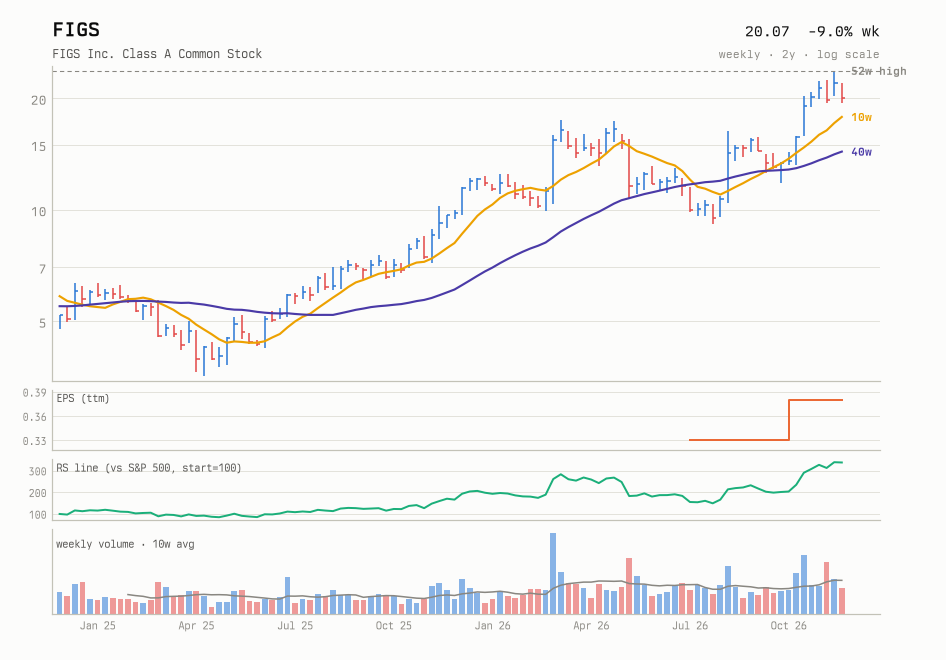 FIGS
20.07 -9.0% wk
FIGS Inc. Class A Common Stock
weekly · 2y · log scale
52w high
20
10w
15
40w
10
7
5
0.39
EPS (ttm)
0.36
0.33
RS line (vs S&P 500, start=100)
300
200
100
weekly volume · 10w avg
Jan 25 Apr 25 Jul 25 Oct 25 Jan 26 Apr 26 Jul 26 Oct 26